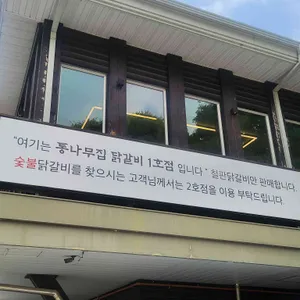 "여기는 통나무집 닭갈비 1호점 입니다" 철판닭갈비만 판매합니다.
숯불닭갈비를 찾으시는 고객님께서는 2호점을 이용 부탁드립니다.